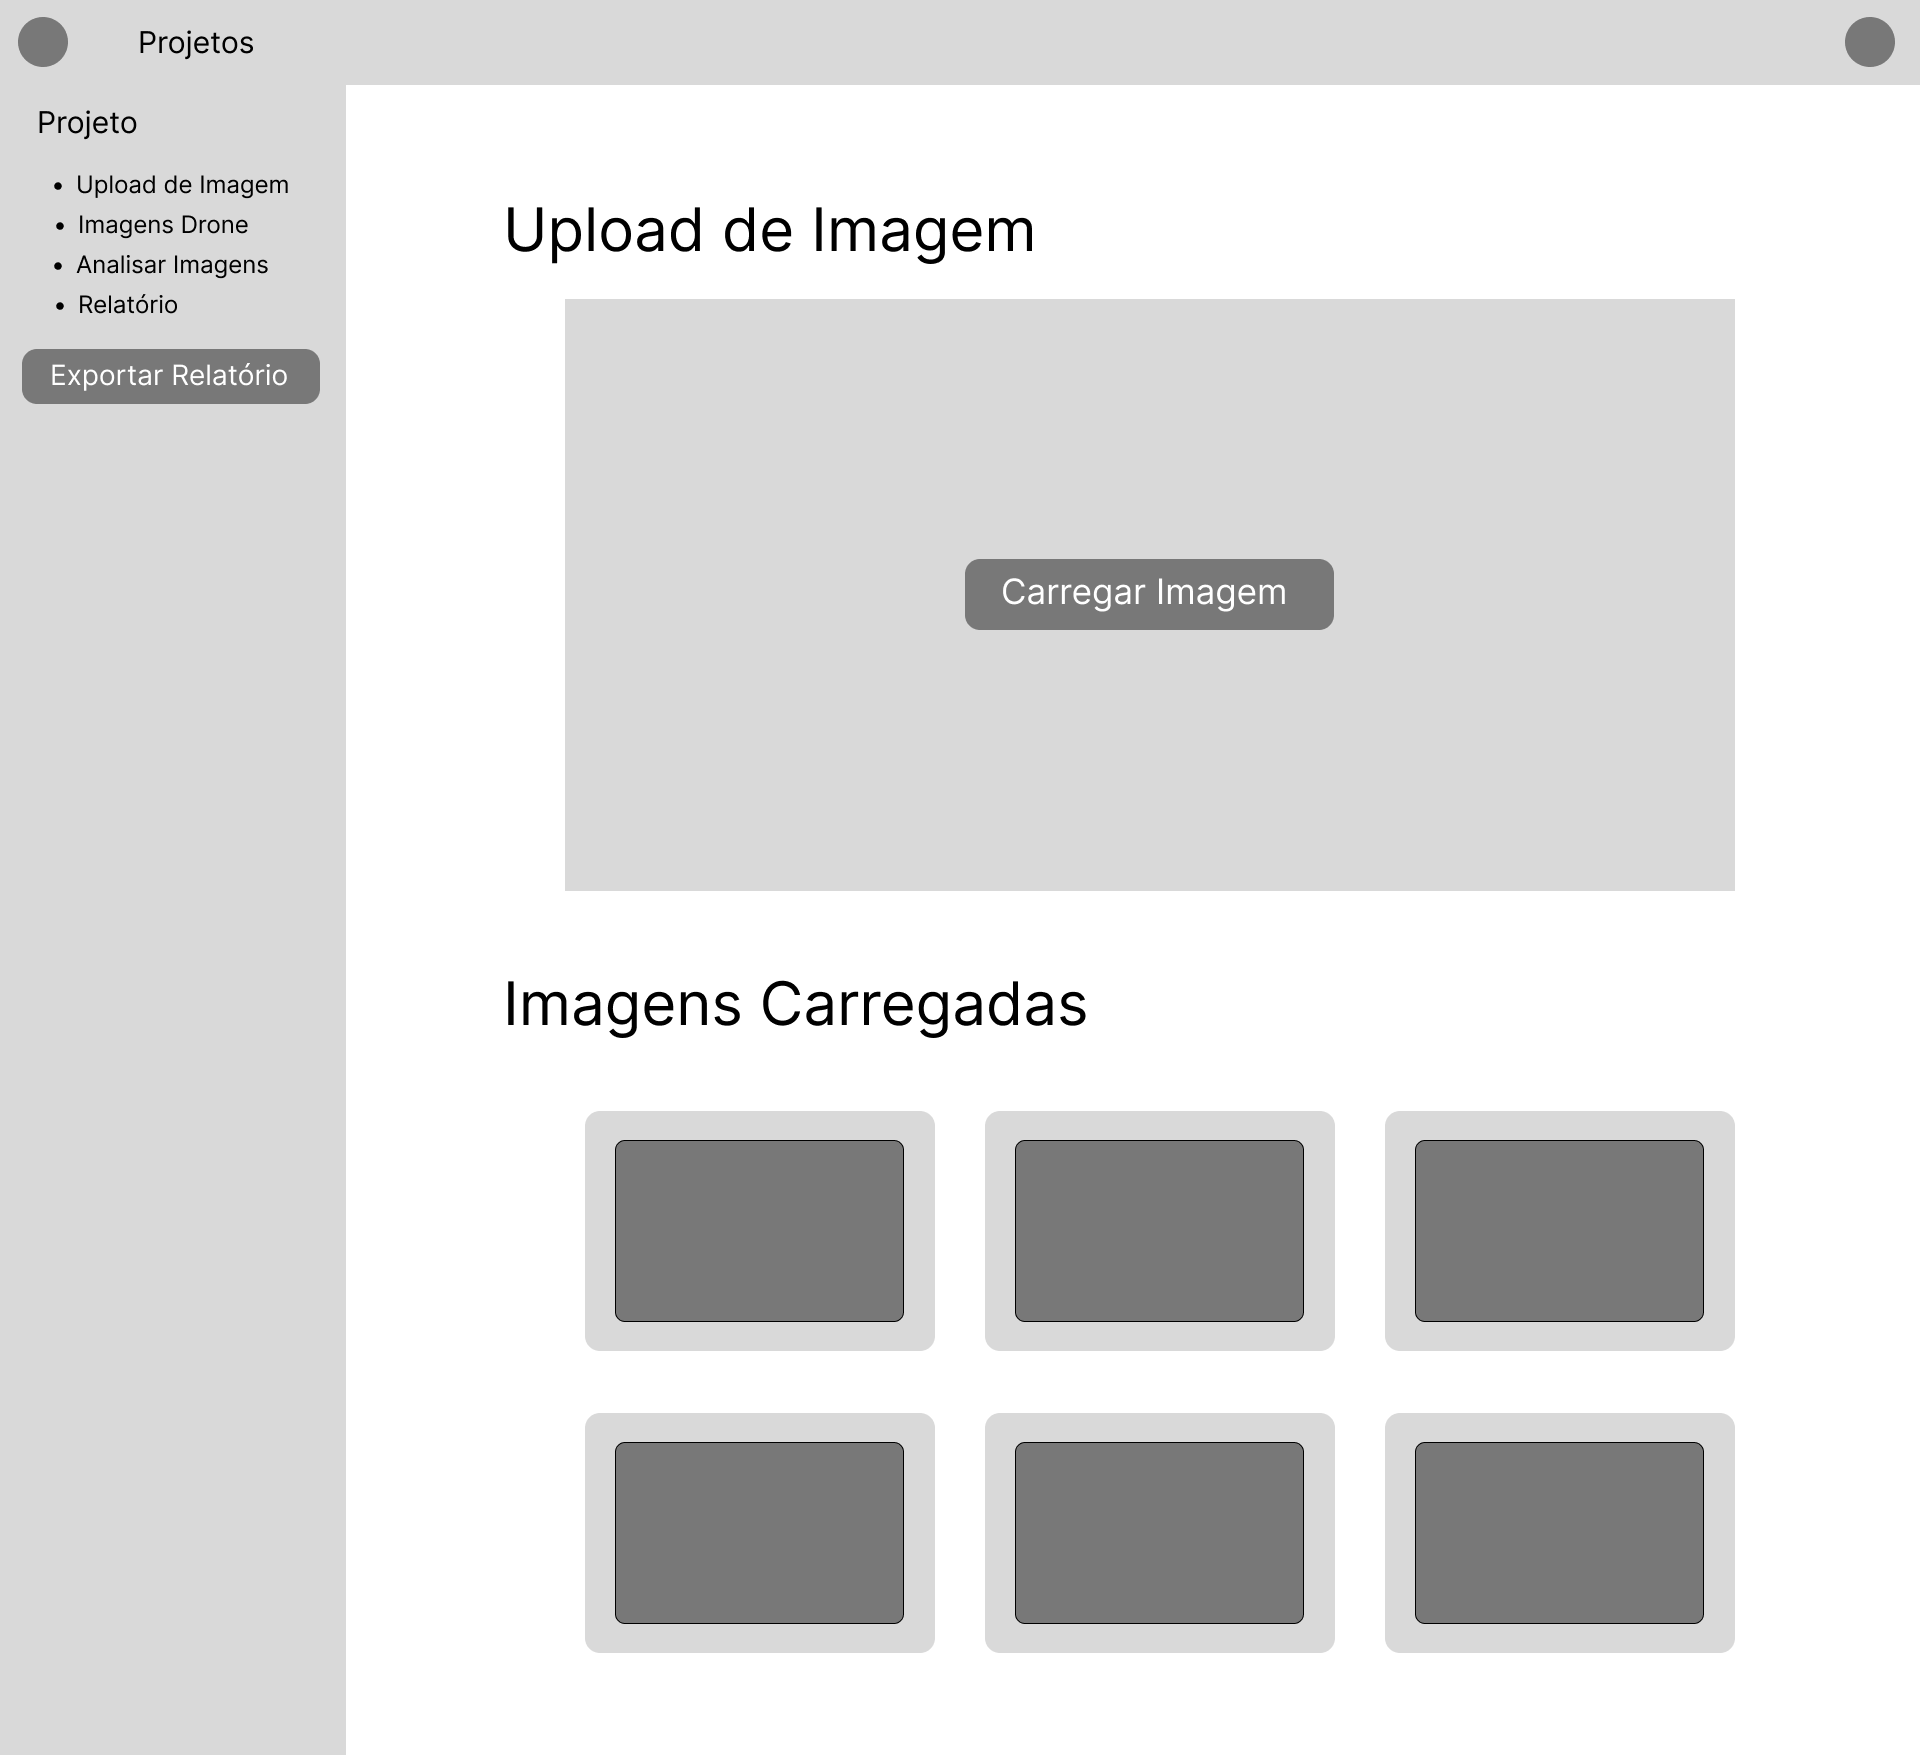 Projetos
Projeto
• Upload de Imagem
• Imagens Drone
• Analisar Imagens
• Relatório
Exportar Relatório
Upload de Imagem
Carregar Imagem
Imagens Carregadas